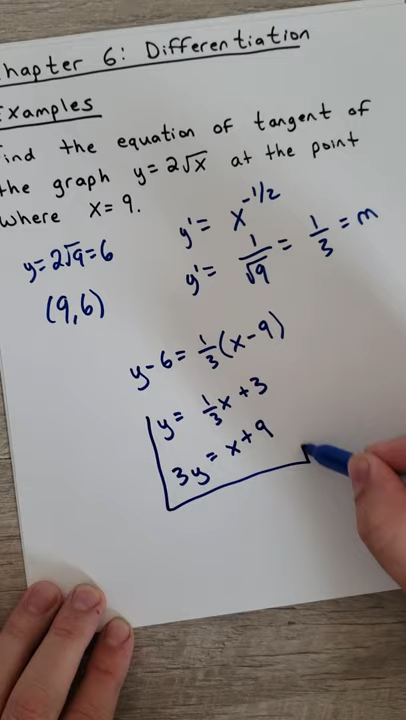 hapter 6: Differentiation
Examples
ind the equation of tangent of
the graph y=2√x at the point
where x=9.
y=2√9=6
(9,6)
y'= x^-1/2
y'= 1/√9 = 1/3 = m
y-6= 1/3(x-9)
y= 1/3x+3
3y= x+9